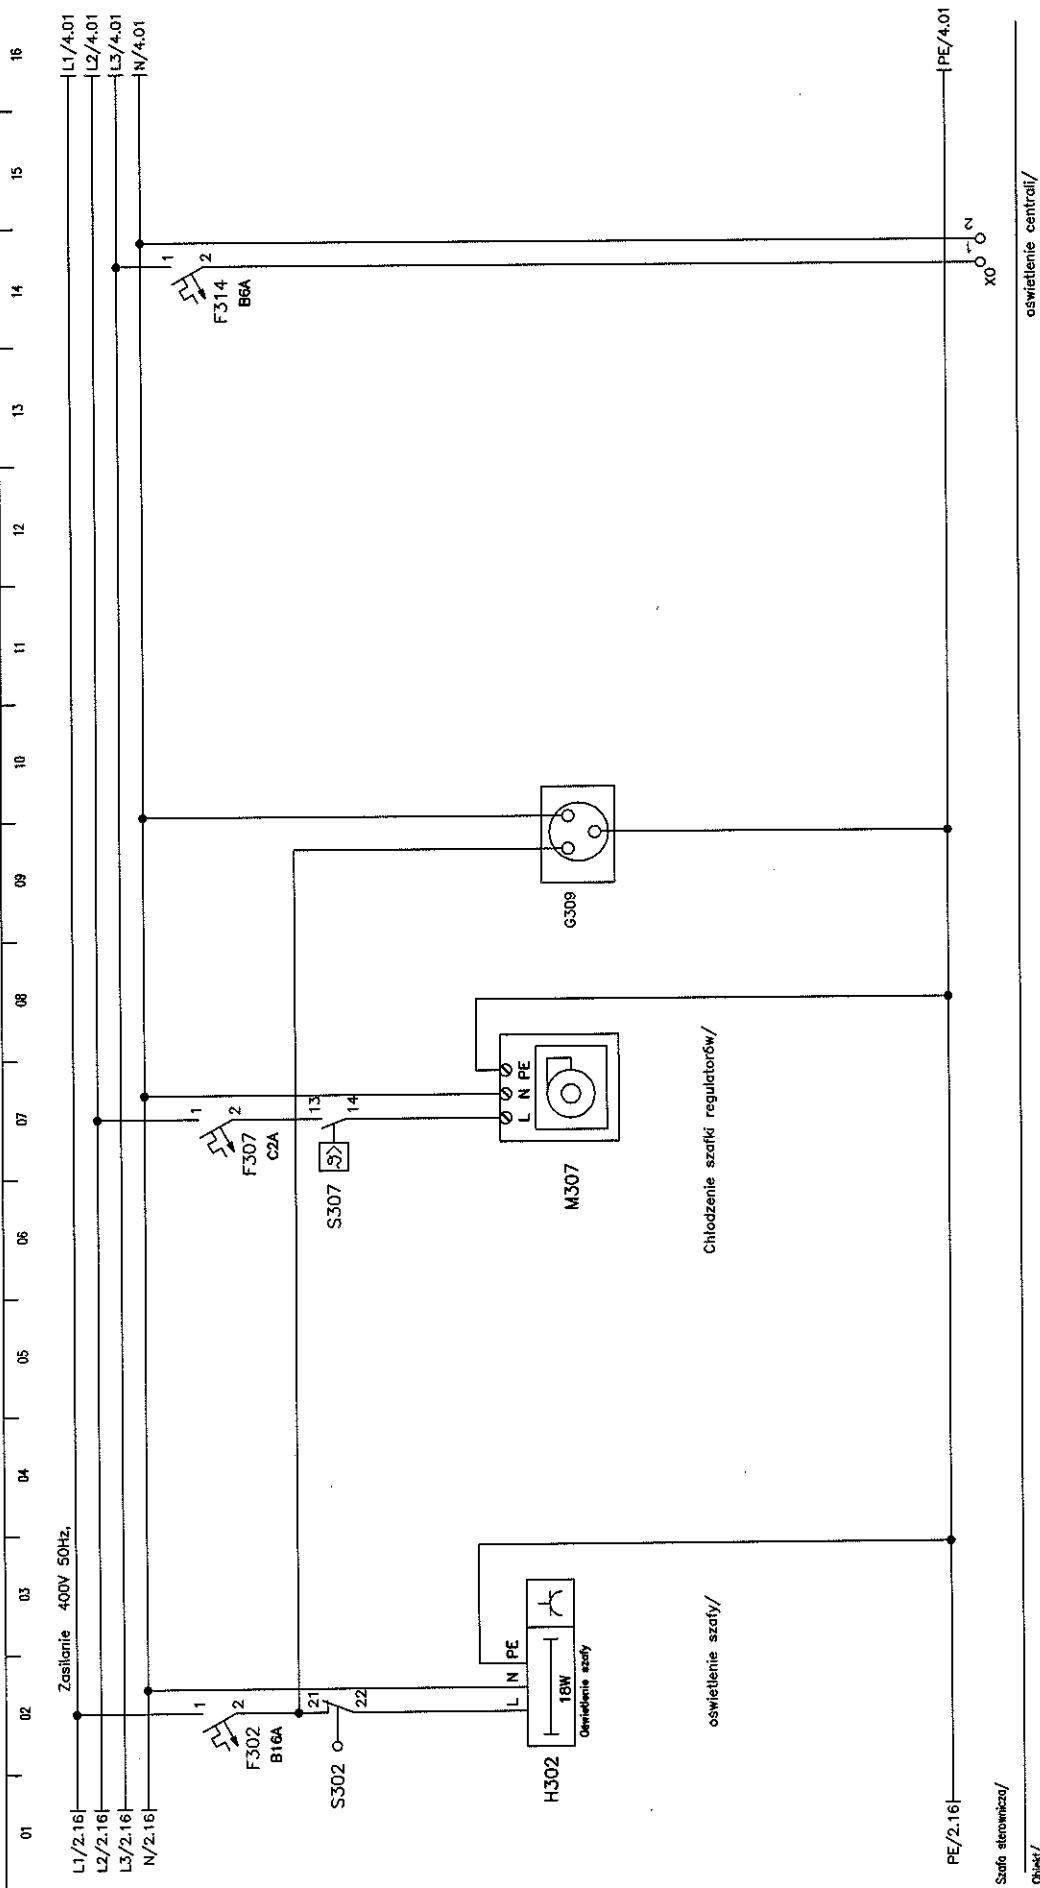 01 02 03 04 05 06 07 08 09 10 11 12 13 14 15 16
Zasilanie 400V 50Hz,
L1/2.16 L1/4.01
L2/2.16 L2/4.01
L3/2.16 L3/4.01
N/2.16 N/4.01
1
2
F302
B16A
21
22
S302
L N PE
18W
Oświetlenie szafy
H302
oświetlenie szafy/
1
2
F307
C2A
13
14
S307
L N PE
M307
Chłodzenie szafki regulatorów/
G309
1
2
F314
B6A
2
X0
PE/2.16 PE/4.01
Szafa sterownicza/
oświetlenie centrali/
Obiekt/